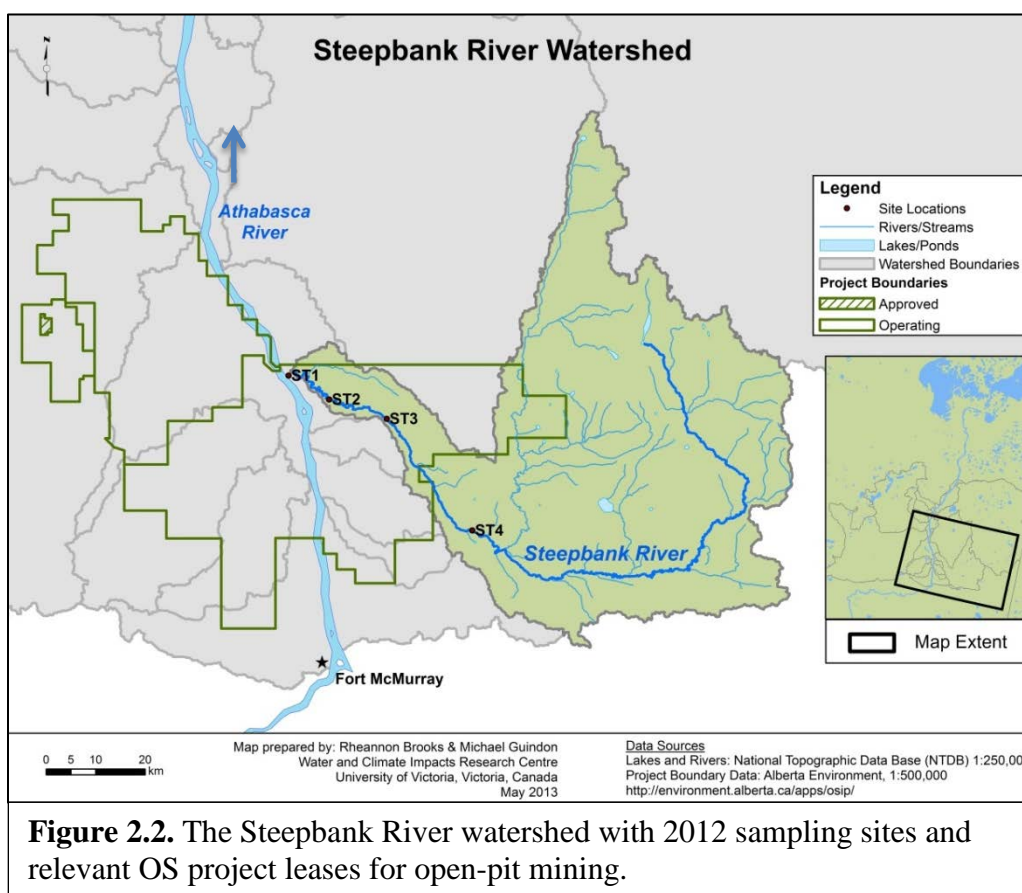 Steepbank River Watershed
N
Athabasca
River
Legend
Site Locations
Rivers/Streams
Lakes/Ponds
Watershed Boundaries
Project Boundaries
Approved
Operating
ST1
ST2
ST3
ST4
Steepbank River
Fort McMurray
Map Extent
0 5 10 20
km
Map prepared by: Rheannon Brooks & Michael Guindon
Water and Climate Impacts Research Centre
University of Victoria, Victoria, Canada
May 2013
Data Sources
Lakes and Rivers: National Topographic Data Base (NTDB) 1:250,00
Project Boundary Data: Alberta Environment, 1:500,000
http://environment.alberta.ca/apps/osip/
Figure 2.2. The Steepbank River watershed with 2012 sampling sites and
relevant OS project leases for open-pit mining.